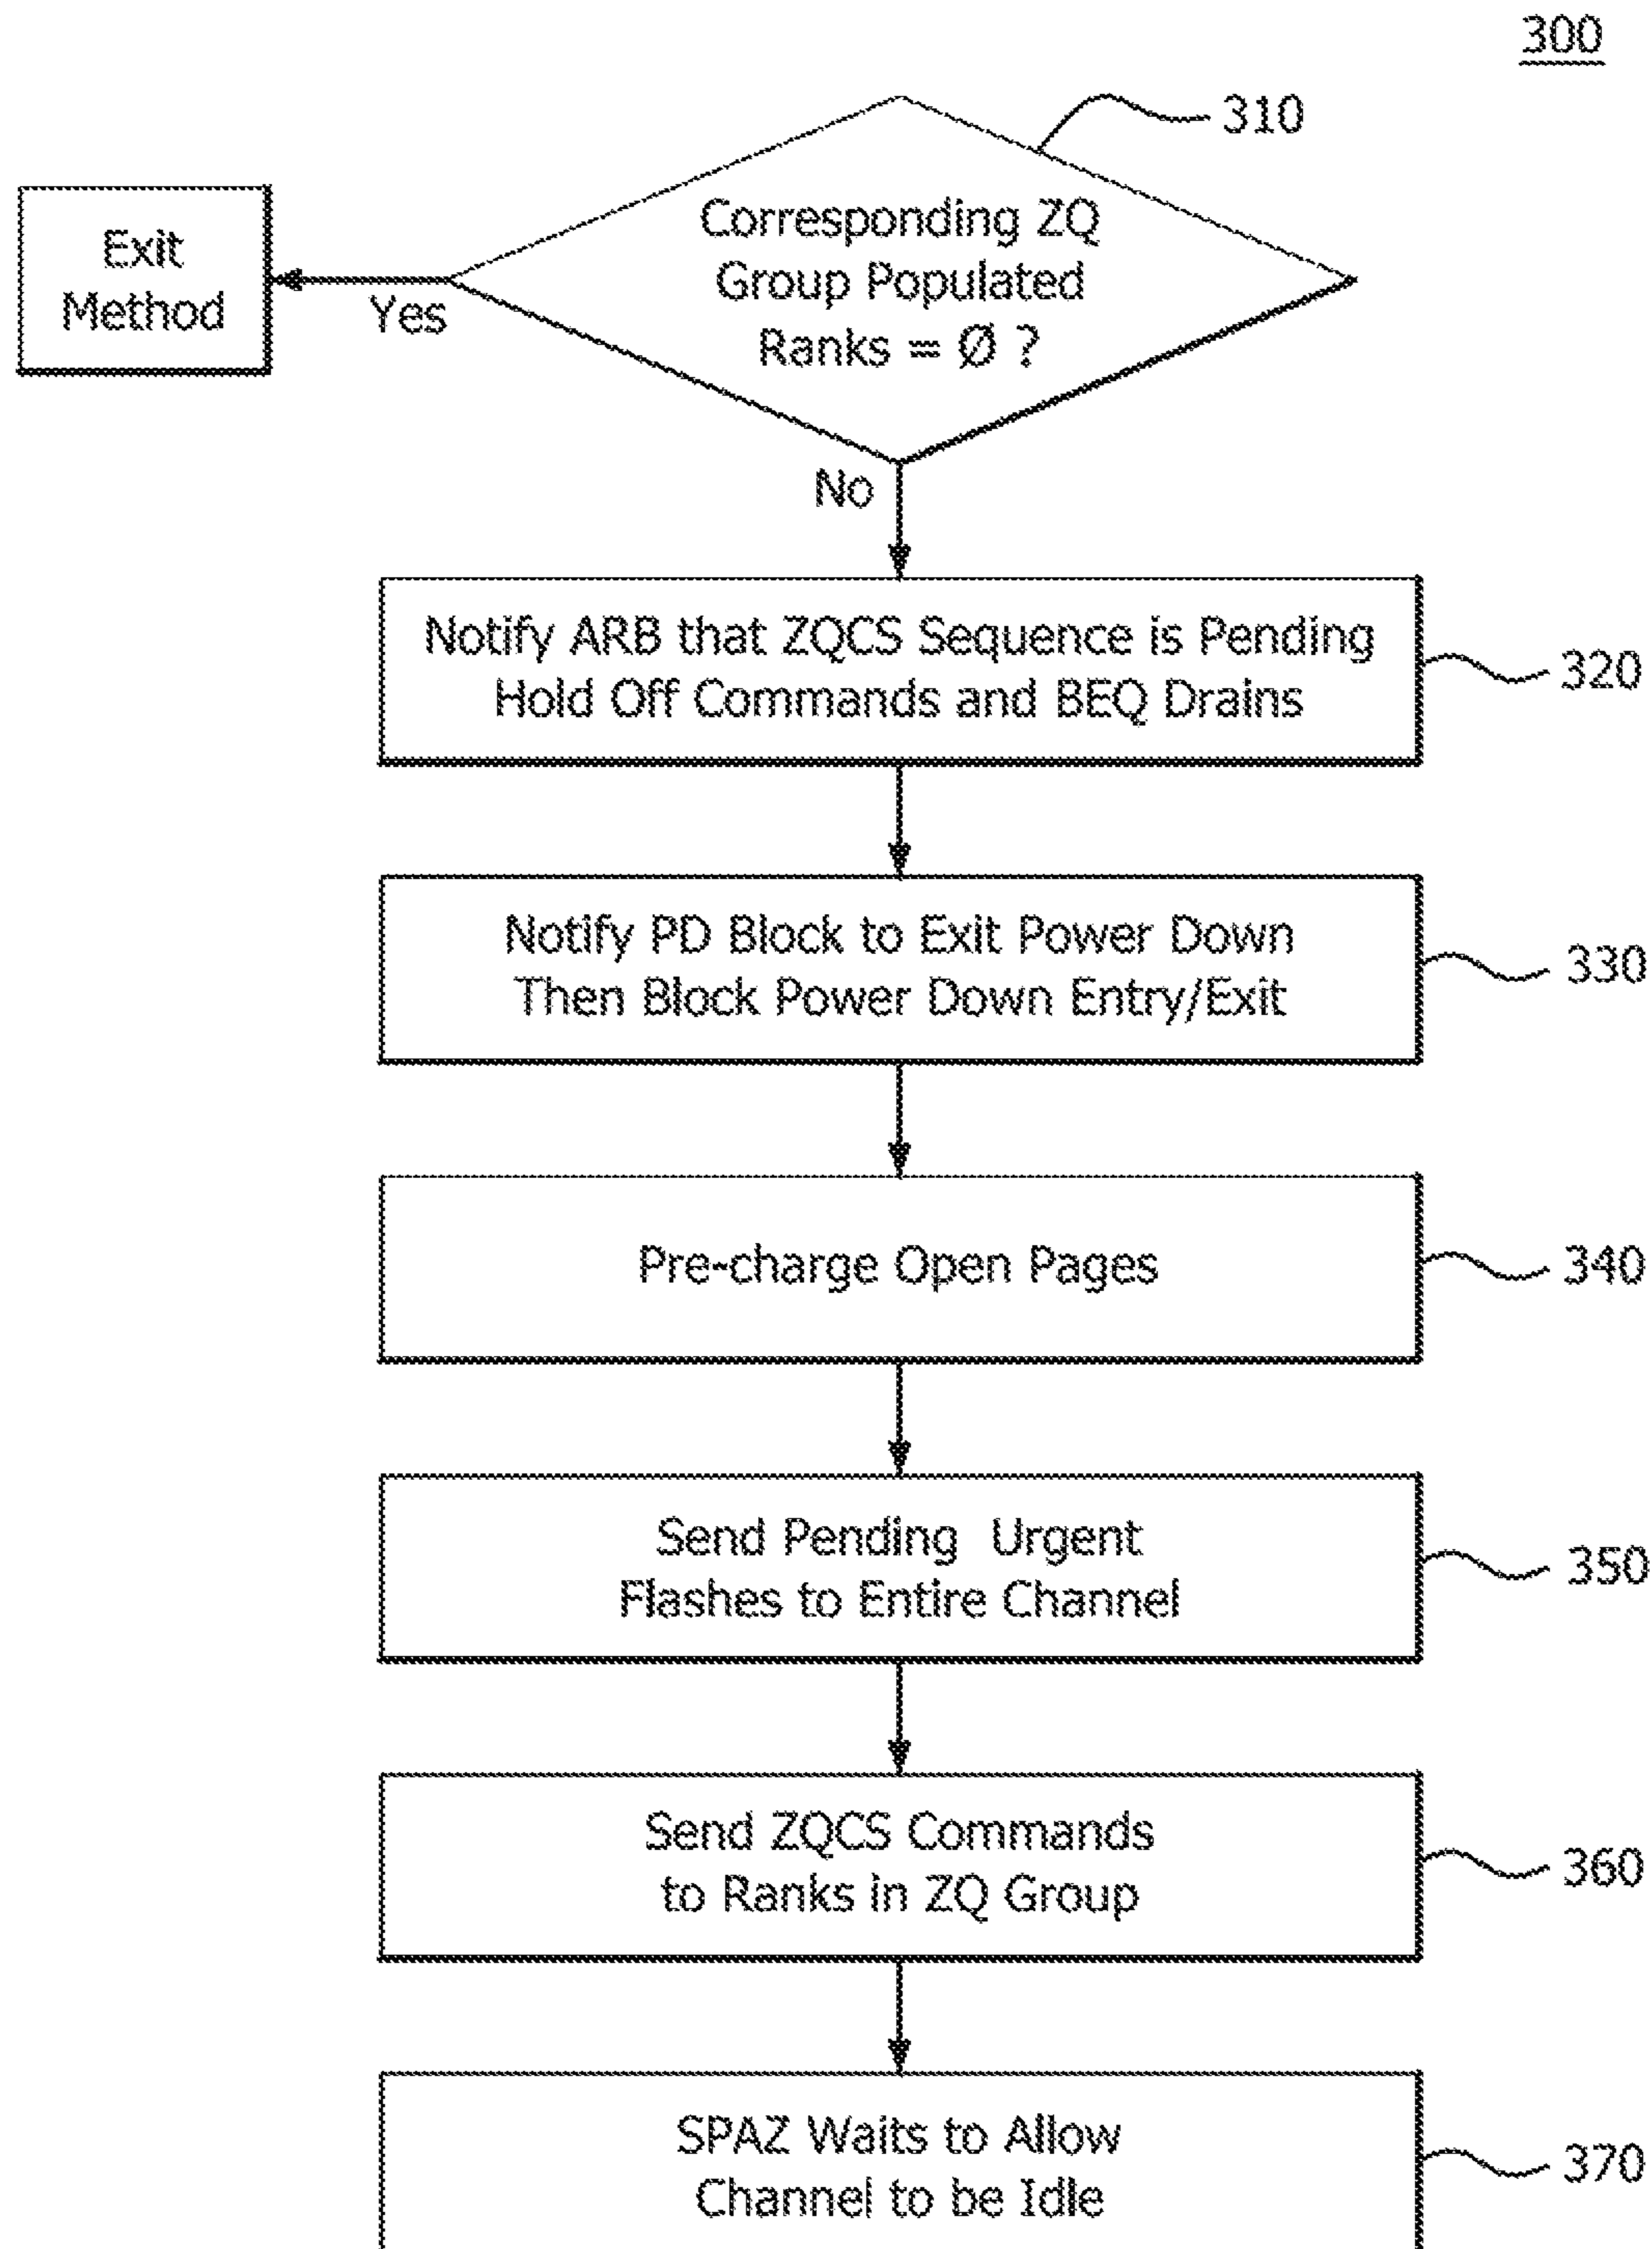 300
310
Corresponding ZQ
Group Populated
Ranks = Ø ?
Exit
Method
Yes
No
Notify ARB that ZQCS Sequence is Pending
Hold Off Commands and BEQ Drains
320
Notify PD Block to Exit Power Down
Then Block Power Down Entry/Exit
330
Pre-charge Open Pages
340
Send Pending Urgent
Flashes to Entire Channel
350
Send ZQCS Commands
to Ranks in ZQ Group
360
SPAZ Waits to Allow
Channel to be Idle
370